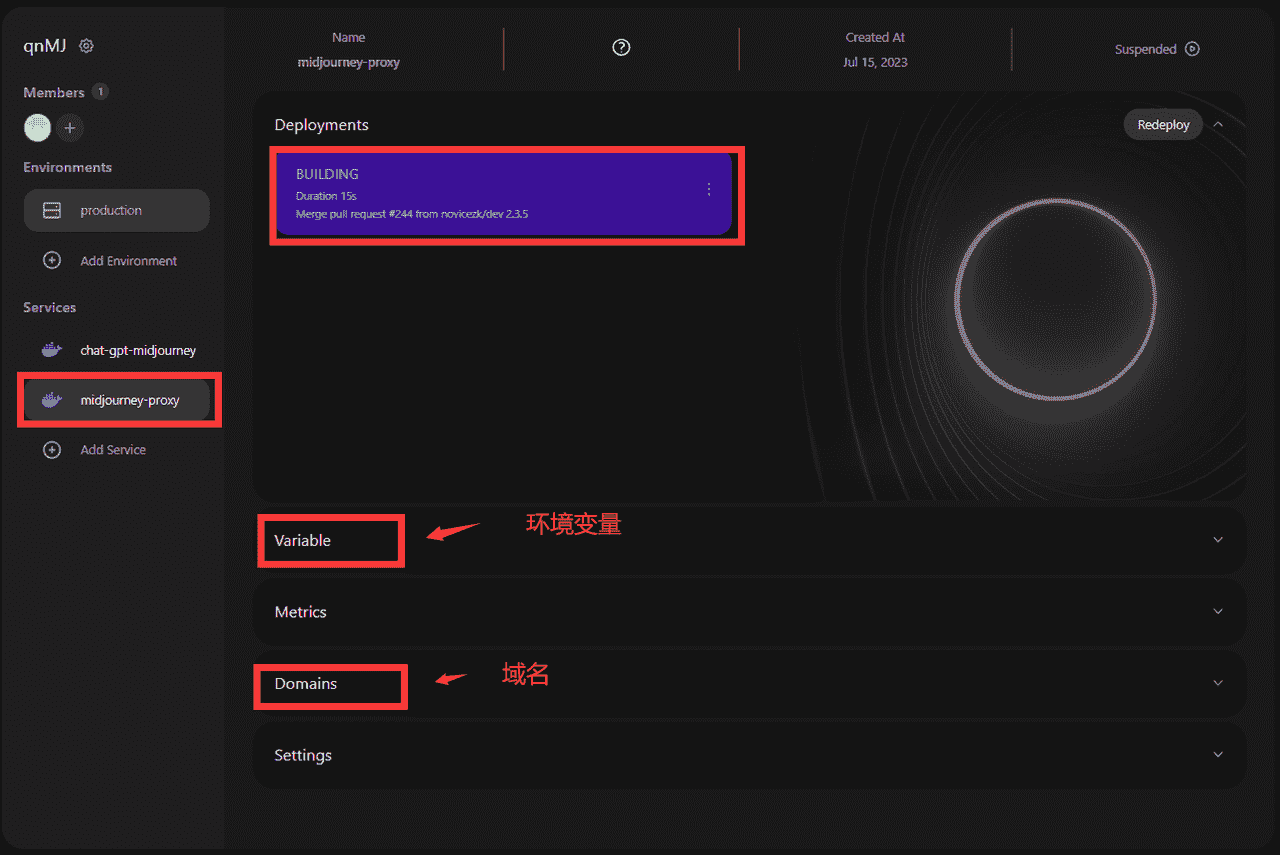 qnMJ
Members 1
Environments
production
Add Environment
Services
chat-gpt-midjourney
midjourney-proxy
Add Service
Name
midjourney-proxy
Created At
Jul 15, 2023
Suspended
Deployments
Redeploy
BUILDING
Duration 15s
Merge pull request #244 from novicezk/dev 2.3.5
Variable
环境变量
Metrics
Domains
域名
Settings